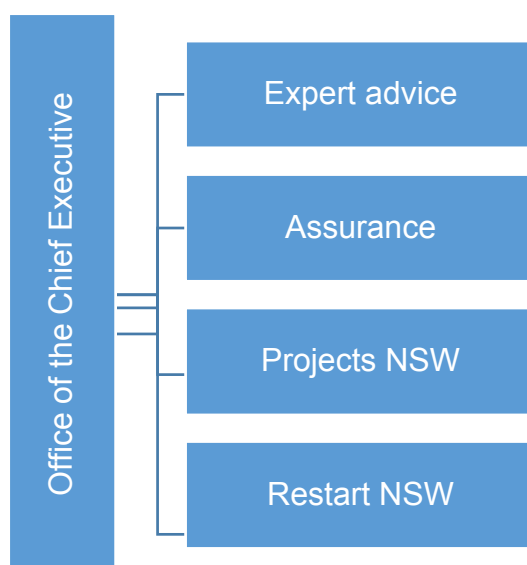 Office of the Chief Executive
Expert advice
Assurance
Projects NSW
Restart NSW